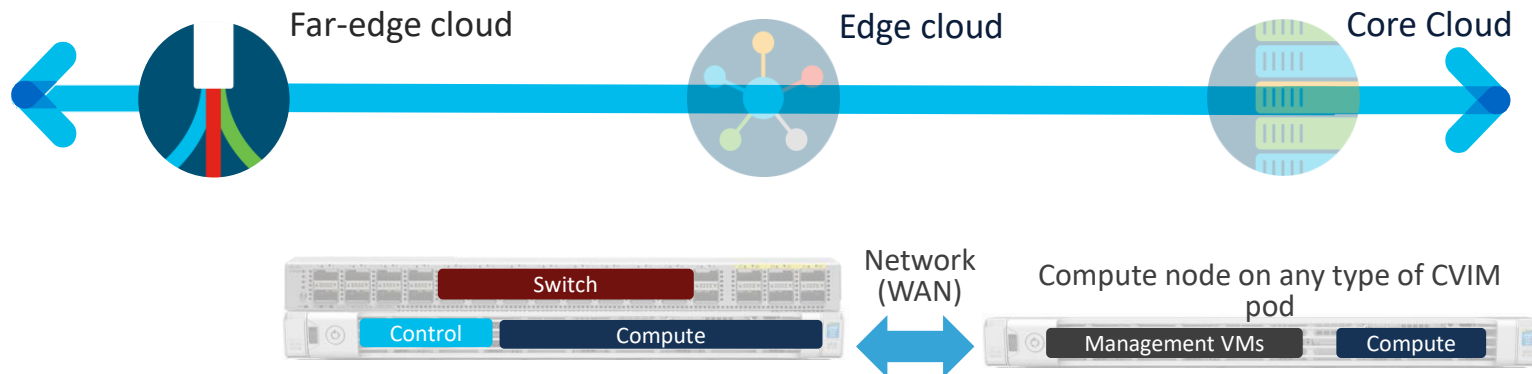 Far-edge cloud
Edge cloud
Core Cloud
Switch
Control
Compute
Network
(WAN)
Compute node on any type of CVIM
pod
Management VMs
Compute